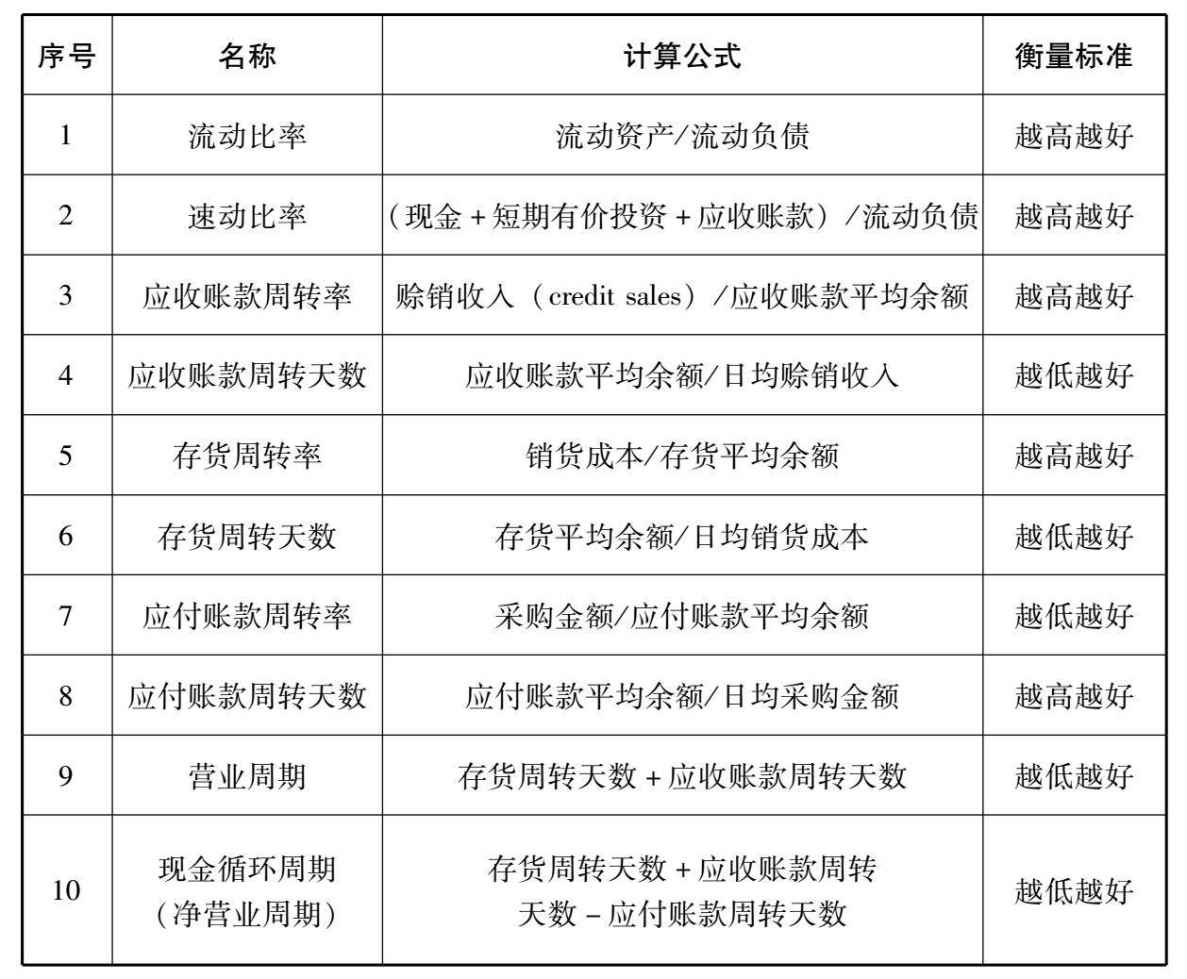 序号 名称 计算公式 衡量标准
1 流动比率 流动资产/流动负债 越高越好
2 速动比率 (现金+短期有价投资+应收账款)/流动负债 越高越好
3 应收账款周转率 赊销收入(credit sales)/应收账款平均余额 越高越好
4 应收账款周转天数 应收账款平均余额/日均赊销收入 越低越好
5 存货周转率 销货成本/存货平均余额 越高越好
6 存货周转天数 存货平均余额/日均销货成本 越低越好
7 应付账款周转率 采购金额/应付账款平均余额 越低越好
8 应付账款周转天数 应付账款平均余额/日均采购金额 越高越好
9 营业周期 存货周转天数+应收账款周转天数 越低越好
10 现金循环周期
(净营业周期) 存货周转天数+应收账款周转
天数-应付账款周转天数 越低越好